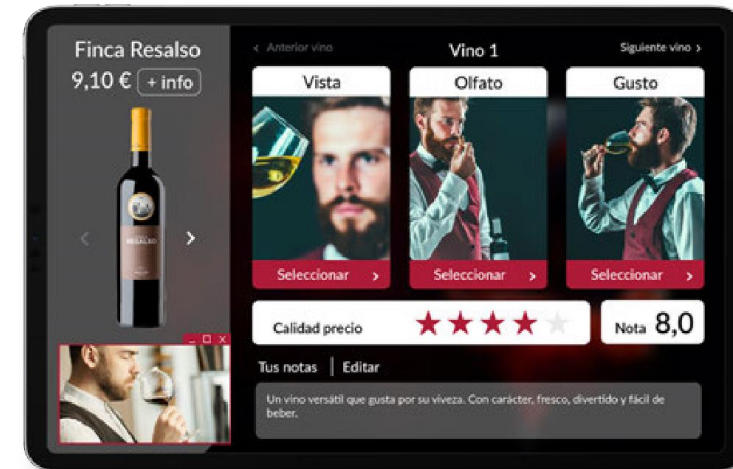 Finca Resalso
9,10 € + info
RESALSO
‹ Anterior vino
Vino 1
Siguiente vino ›
Vista
Olfato
Gusto
Seleccionar ›
Seleccionar ›
Seleccionar ›
Calidad precio
Nota 8,0
Tus notas | Editar
Un vino versátil que gusta por su viveza. Con carácter, fresco, divertido y fácil de
beber.